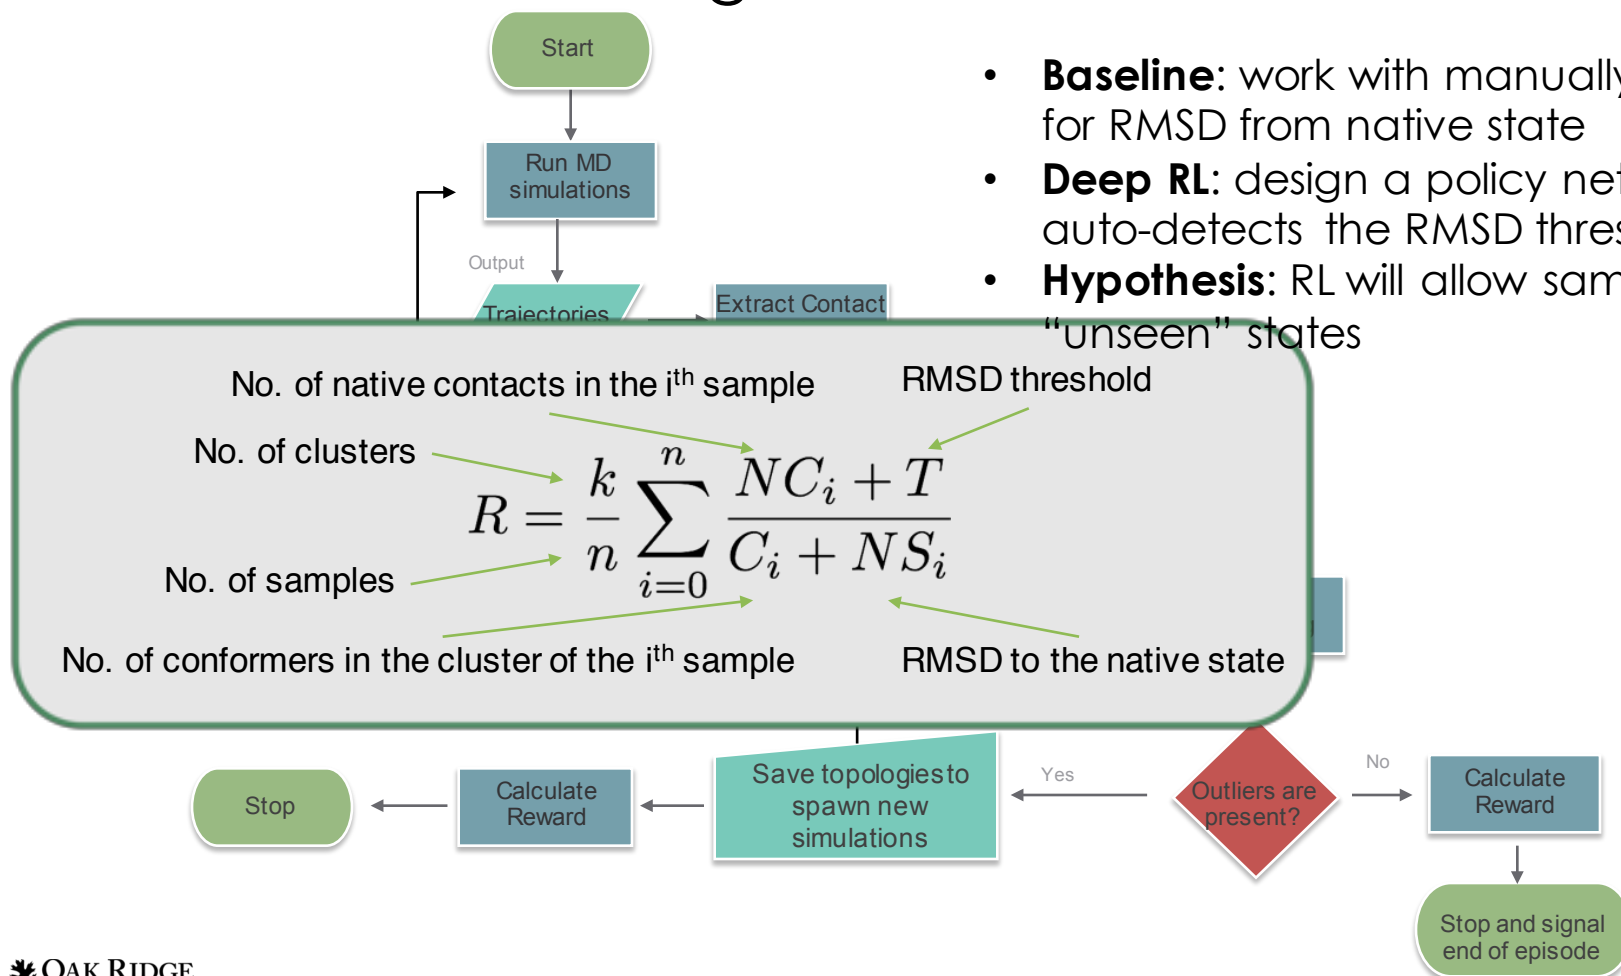 Start
Run MD
simulations
Output
Trajectories
Extract Contact
• Baseline: work with manually
for RMSD from native state
• Deep RL: design a policy net
auto-detects the RMSD thres
• Hypothesis: RL will allow sam
“unseen” states
No. of native contacts in the iᵗʰ sample
RMSD threshold
No. of clusters
R = k/n ∑_{i=0}^{n} (NC_i + T)/(C_i + NS_i)
No. of samples
No. of conformers in the cluster of the iᵗʰ sample
RMSD to the native state
Stop
Calculate
Reward
Save topologies to
spawn new
simulations
Yes
Outliers are
present?
No
Calculate
Reward
Stop and signal
end of episode
OAK RIDGE